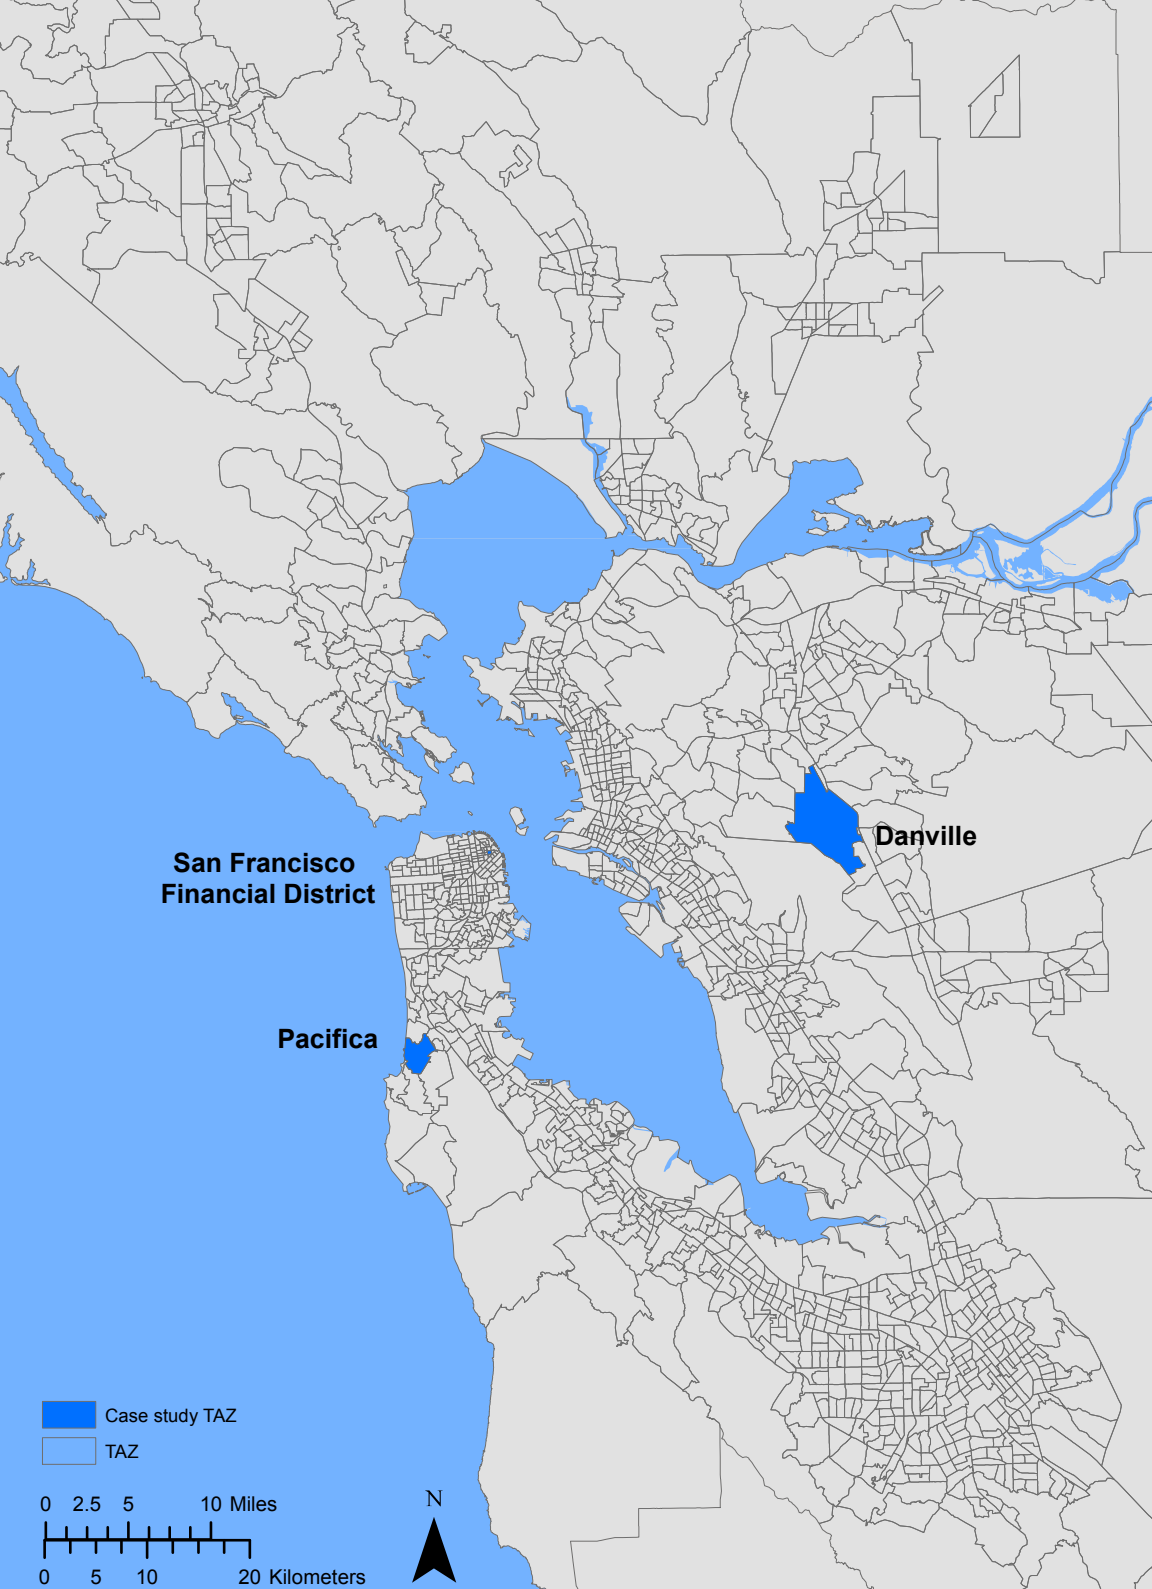 Danville
San Francisco
Financial District
Pacifica
Case study TAZ
TAZ
0 2.5 5 10 Miles
0 5 10 20 Kilometers
N